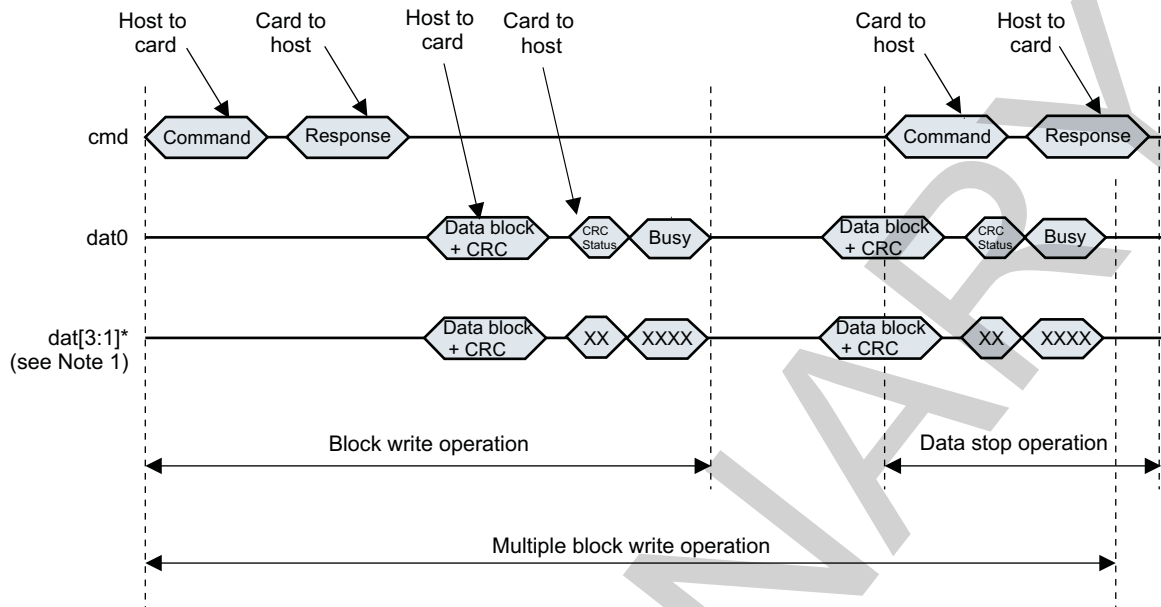 Host to
card
Card to
host
Host to
card
Card to
host
Card to
host
Host to
card
cmd
Command
Response
Command
Response
dat0
Data block
+ CRC
CRC
Status
Busy
Data block
+ CRC
CRC
Status
Busy
dat[3:1]*
(see Note 1)
Data block
+ CRC
XX
XXXX
Data block
+ CRC
XX
XXXX
Block write operation
Data stop operation
Multiple block write operation
NARY